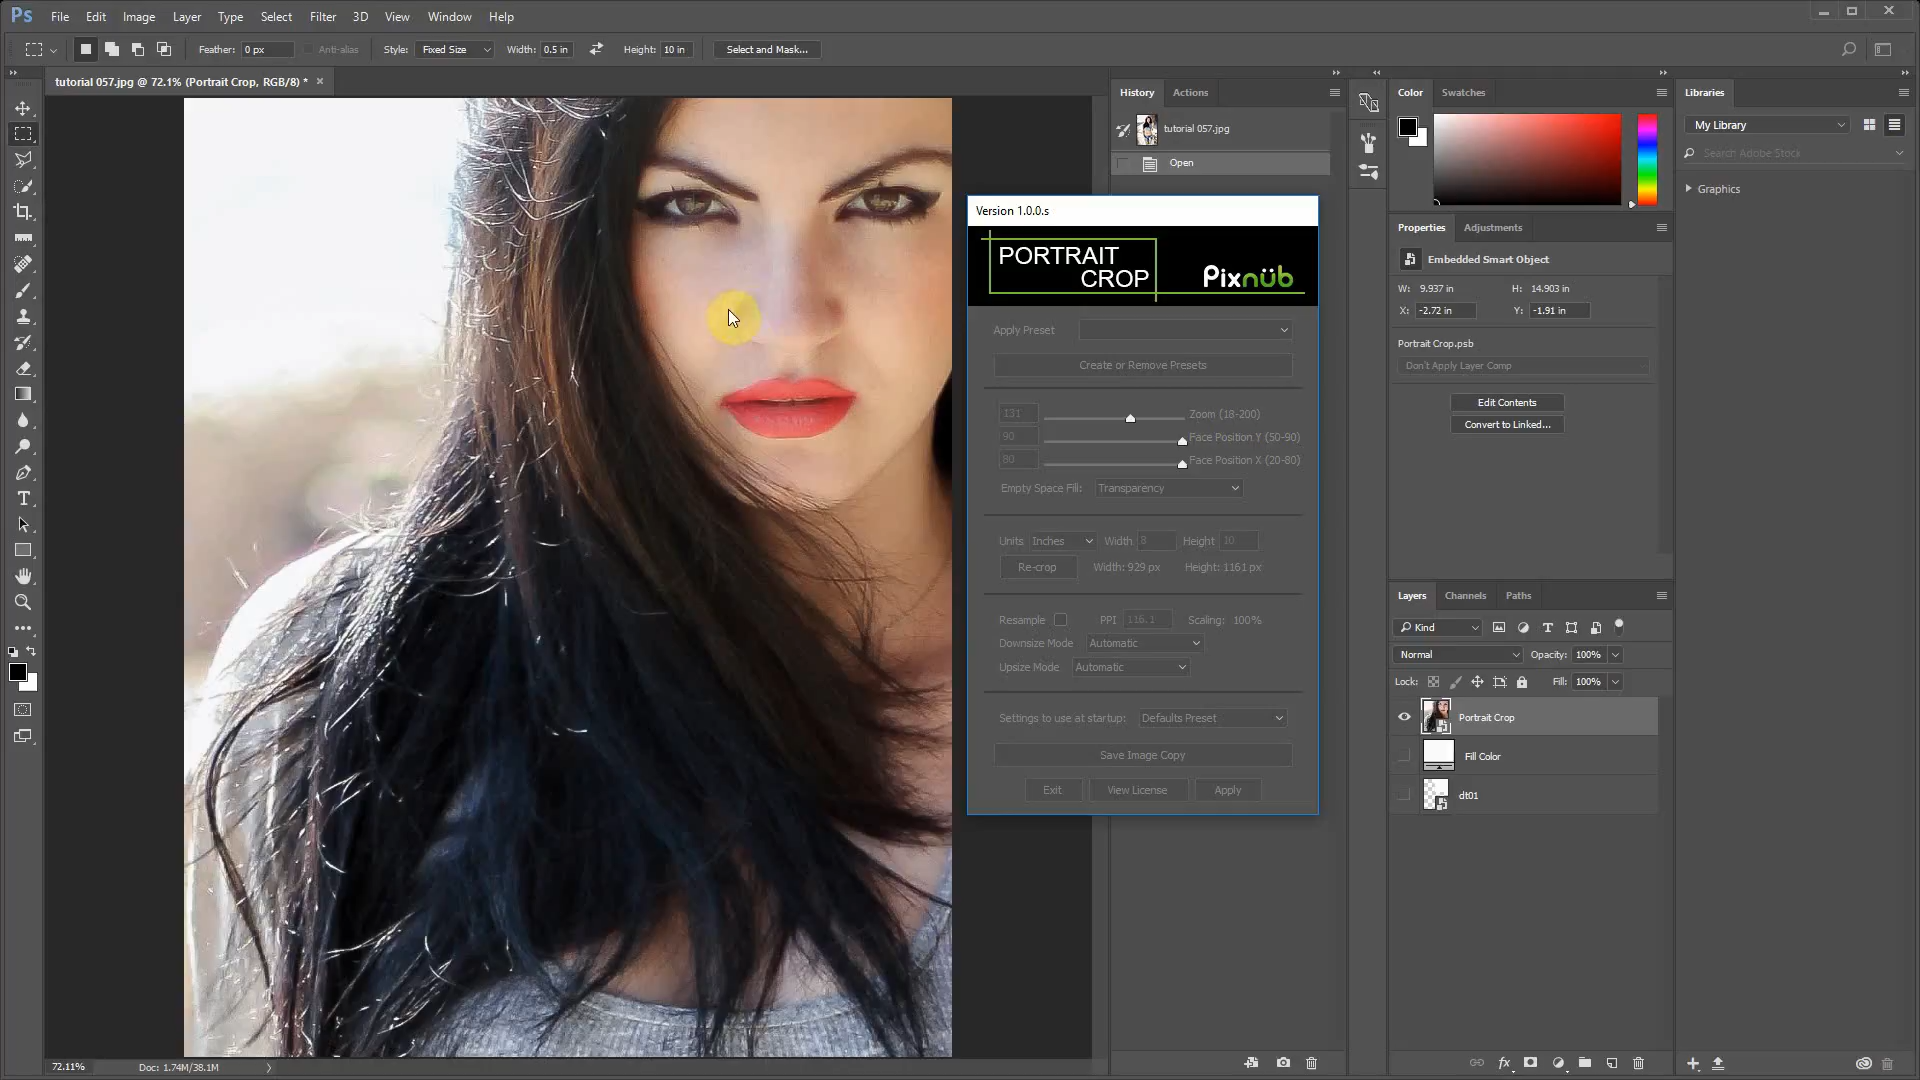 Ps File Edit Image Layer Type Select Filter 3D View Window Help
Feather: 0 px Anti-alias Style: Fixed Size Width: 0.5 in Height: 10 in Select and Mask...
tutorial 057.jpg @ 72.1% (Portrait Crop, RGB/8) *
History Actions
tutorial 057.jpg
Open
Version 1.0.0.s
PORTRAIT
CROP
Pixnüb
Apply Preset
Create or Remove Presets
131 Zoom (18-200)
90 Face Position Y (50-90)
80 Face Position X (20-80)
Empty Space Fill: Transparency
Units Inches Width 8 Height 10
Re-crop Width: 929 px Height: 1161 px
Resample PPI 116.1 Scaling: 100%
Downsize Mode Automatic
Upsize Mode Automatic
Settings to use at startup: Defaults Preset
Save Image Copy
Exit View License Apply
Color Swatches
Properties Adjustments
Embedded Smart Object
W: 9.937 in H: 14.903 in
X: -2.72 in Y: -1.91 in
Portrait Crop.psb
Don't Apply Layer Comp
Edit Contents
Convert to Linked...
Layers Channels Paths
Kind
Normal Opacity: 100%
Lock: Fill: 100%
Portrait Crop
Fill Color
dt01
Libraries
My Library
Search Adobe Stock
Graphics
72.11% Doc: 1.74M/38.1M